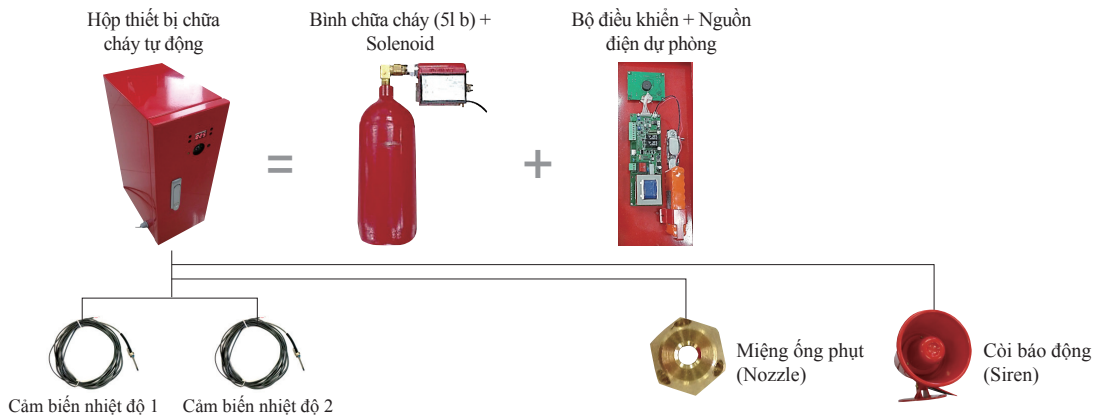 Hộp thiết bị chữa
cháy tự động
Bình chữa cháy (5l b) +
Solenoid
Bộ điều khiển + Nguồn
điện dự phòng
=
+
Miệng ống phụt
(Nozzle)
Còi báo động
(Siren)
Cảm biến nhiệt độ 1
Cảm biến nhiệt độ 2